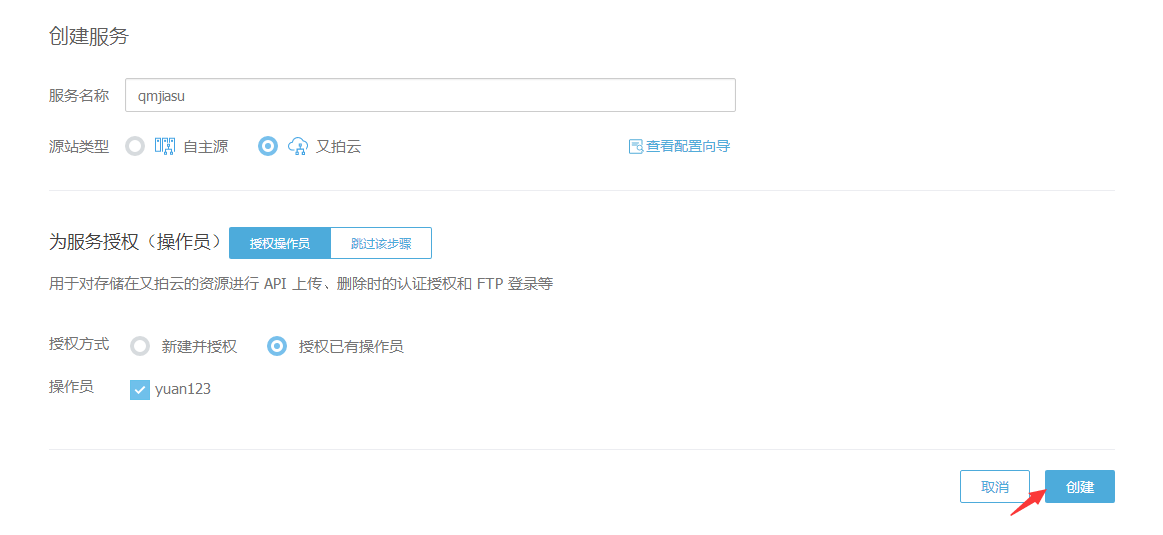 创建服务
服务名称 qmjiasu
源站类型 自主源 又拍云 查看配置向导
为服务授权（操作员） 授权操作员 跳过该步骤
用于对存储在又拍云的资源进行 API 上传、删除时的认证授权和 FTP 登录等
授权方式 新建并授权 授权已有操作员
操作员 yuan123
取消 创建